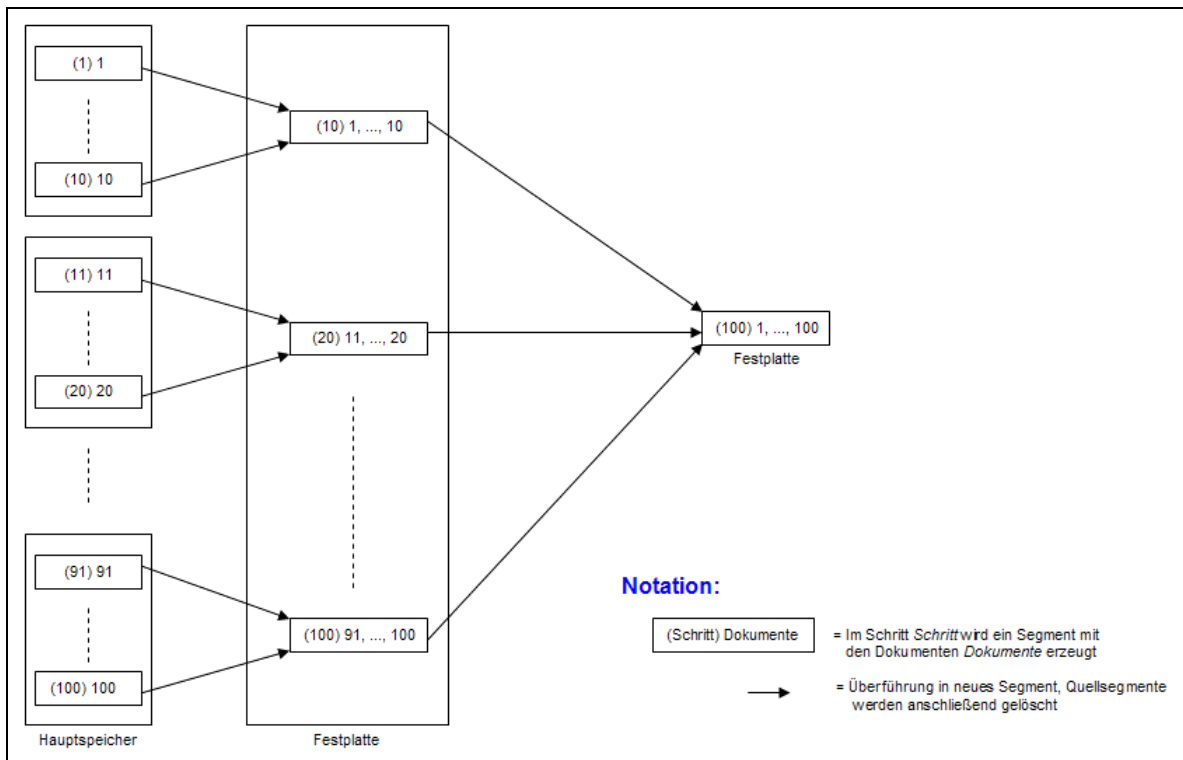 (1) 1
(10) 10
(10) 1, ..., 10
(11) 11
(20) 20
(20) 11, ..., 20
(100) 1, ..., 100
Festplatte
(91) 91
(100) 100
(100) 91, ..., 100
Hauptspeicher
Festplatte
Notation:
(Schritt) Dokumente
= Im Schritt Schritt wird ein Segment mit
den Dokumenten Dokumente erzeugt
= Überführung in neues Segment, Quellsegmente
werden anschließend gelöscht